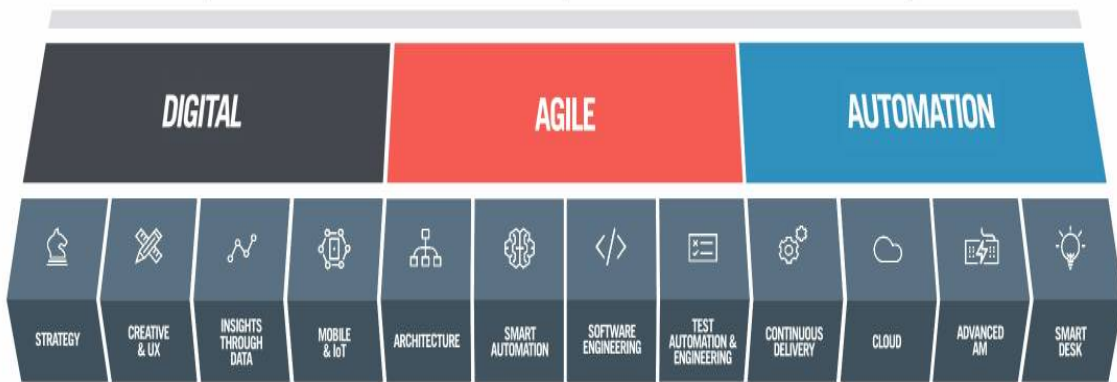 DIGITAL
AGILE
AUTOMATION
STRATEGY
CREATIVE
& UX
INSIGHTS
THROUGH
DATA
MOBILE
& IoT
ARCHITECTURE
SMART
AUTOMATION
SOFTWARE
ENGINEERING
TEST
AUTOMATION &
ENGINEERING
CONTINUOUS
DELIVERY
CLOUD
ADVANCED
AM
SMART
DESK